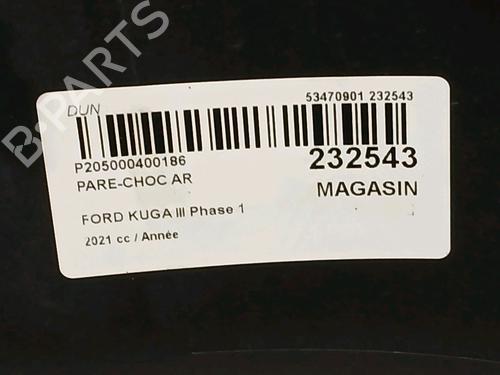 B-PARTS
DUN
53470901 232543
P205000400186
PARE-CHOC AR
232543
MAGASIN
FORD KUGA III Phase 1
2021 cc / Année